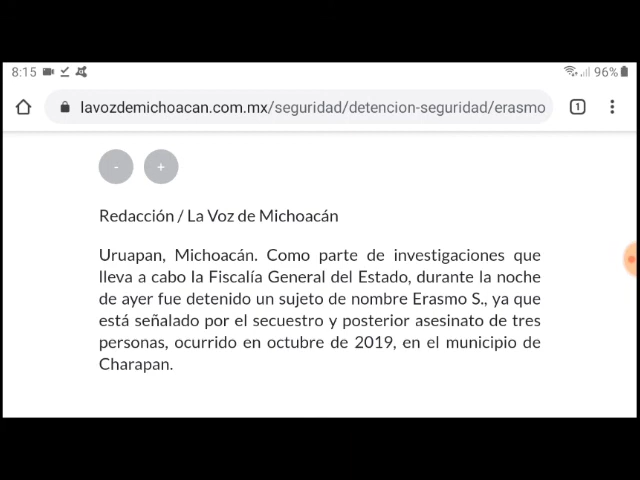 8:15 96%
lavozdemichoacan.com.mx/seguridad/detencion-seguridad/erasmo 1
- +
Redacción / La Voz de Michoacán
Uruapan, Michoacán. Como parte de investigaciones que
lleva a cabo la Fiscalía General del Estado, durante la noche
de ayer fue detenido un sujeto de nombre Erasmo S., ya que
está señalado por el secuestro y posterior asesinato de tres
personas, ocurrido en octubre de 2019, en el municipio de
Charapan.